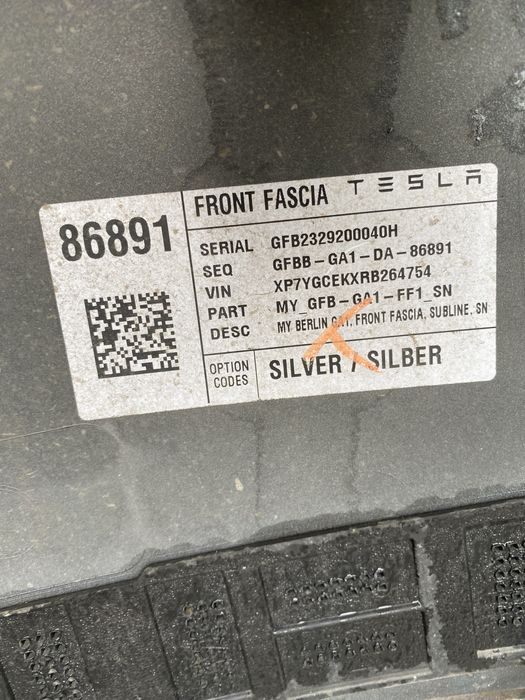 FRONT FASCIA TESLA
86891
SERIAL GFB2329200040H
SEQ GFBB-GA1-DA-86891
VIN XP7YGCEKXRB264754
PART MY_GFB-GA1-FF1_SN
DESC MY BERLIN GA1, FRONT FASCIA, SUBLINE, SN
OPTION CODES SILVER / SILBER